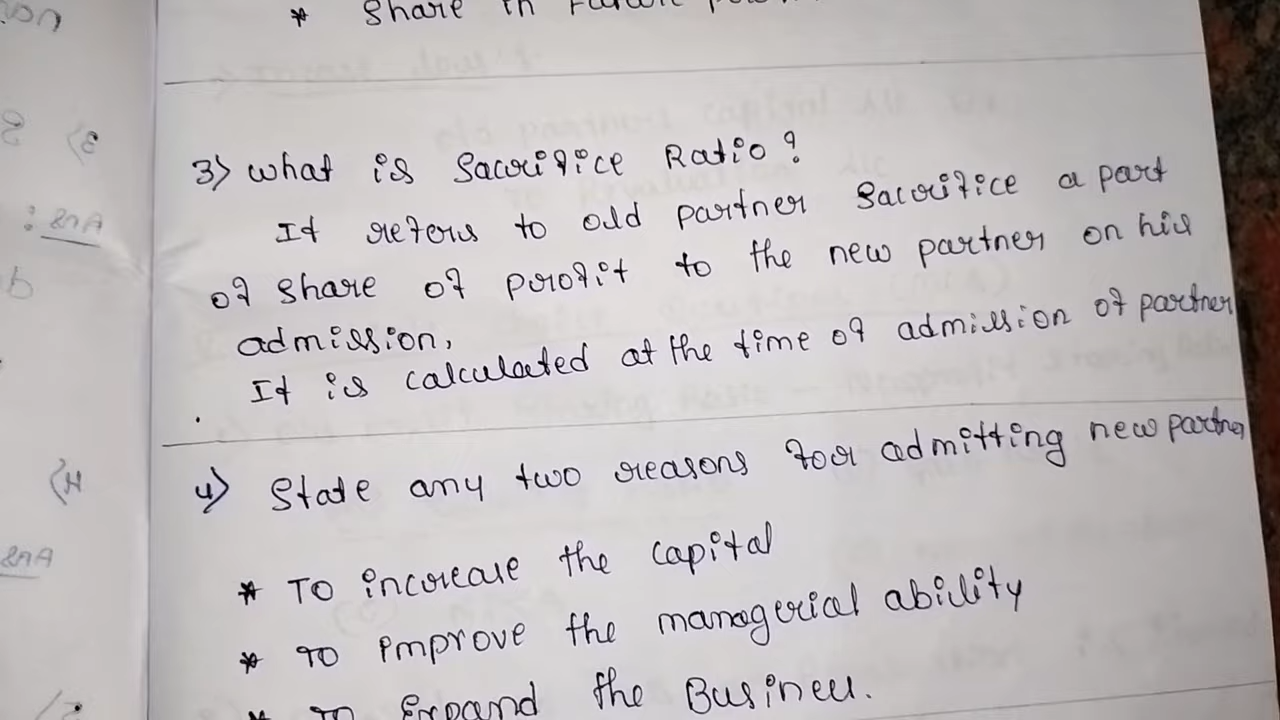 * Share in
3) What is Sacrifice Ratio?
It refers to old partner Sacrifice a part
of share of profit to the new partner on his
admission,
It is calculated at the time of admission of partner
4) State any two reasons for admitting new partner
* To increase the capital
* To improve the managerial ability
* To Expand the Business.